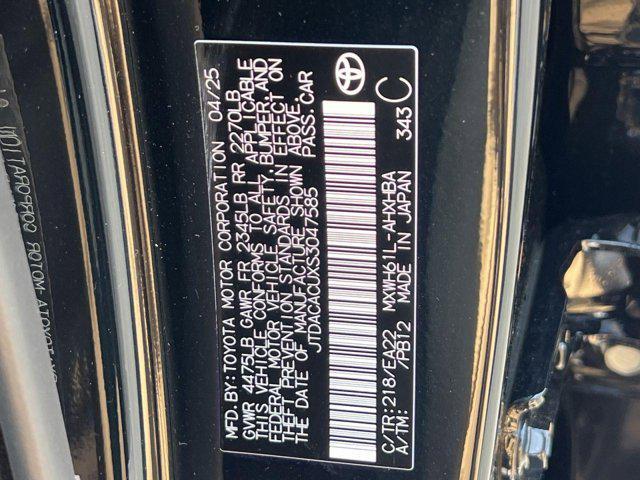 MFD. BY: TOYOTA MOTOR CORPORATION 04/25
GVWR 4475LB GAWR FR 2345LB RR 2270LB
THIS VEHICLE CONFORMS TO ALL APPLICABLE
FEDERAL MOTOR VEHICLE SAFETY, BUMPER, AND
THEFT PREVENTION STANDARDS IN EFFECT ON
THE DATE OF MANUFACTURE SHOWN ABOVE.
JTDACACUXS3047585 PASS. CAR
C/TR: 218/EA22 MXWH61L-AHXHBA
A/TM: /PB12 MADE IN JAPAN 343 C